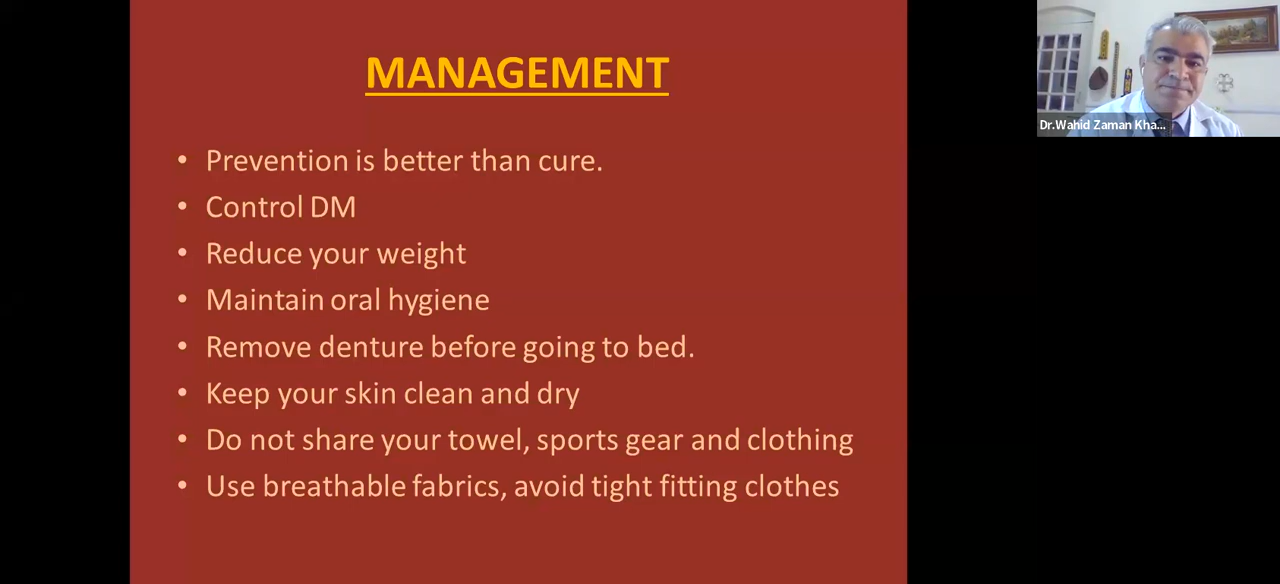 MANAGEMENT
• Prevention is better than cure.
• Control DM
• Reduce your weight
• Maintain oral hygiene
• Remove denture before going to bed.
• Keep your skin clean and dry
• Do not share your towel, sports gear and clothing
• Use breathable fabrics, avoid tight fitting clothes
Dr.Wahid Zaman Kha...